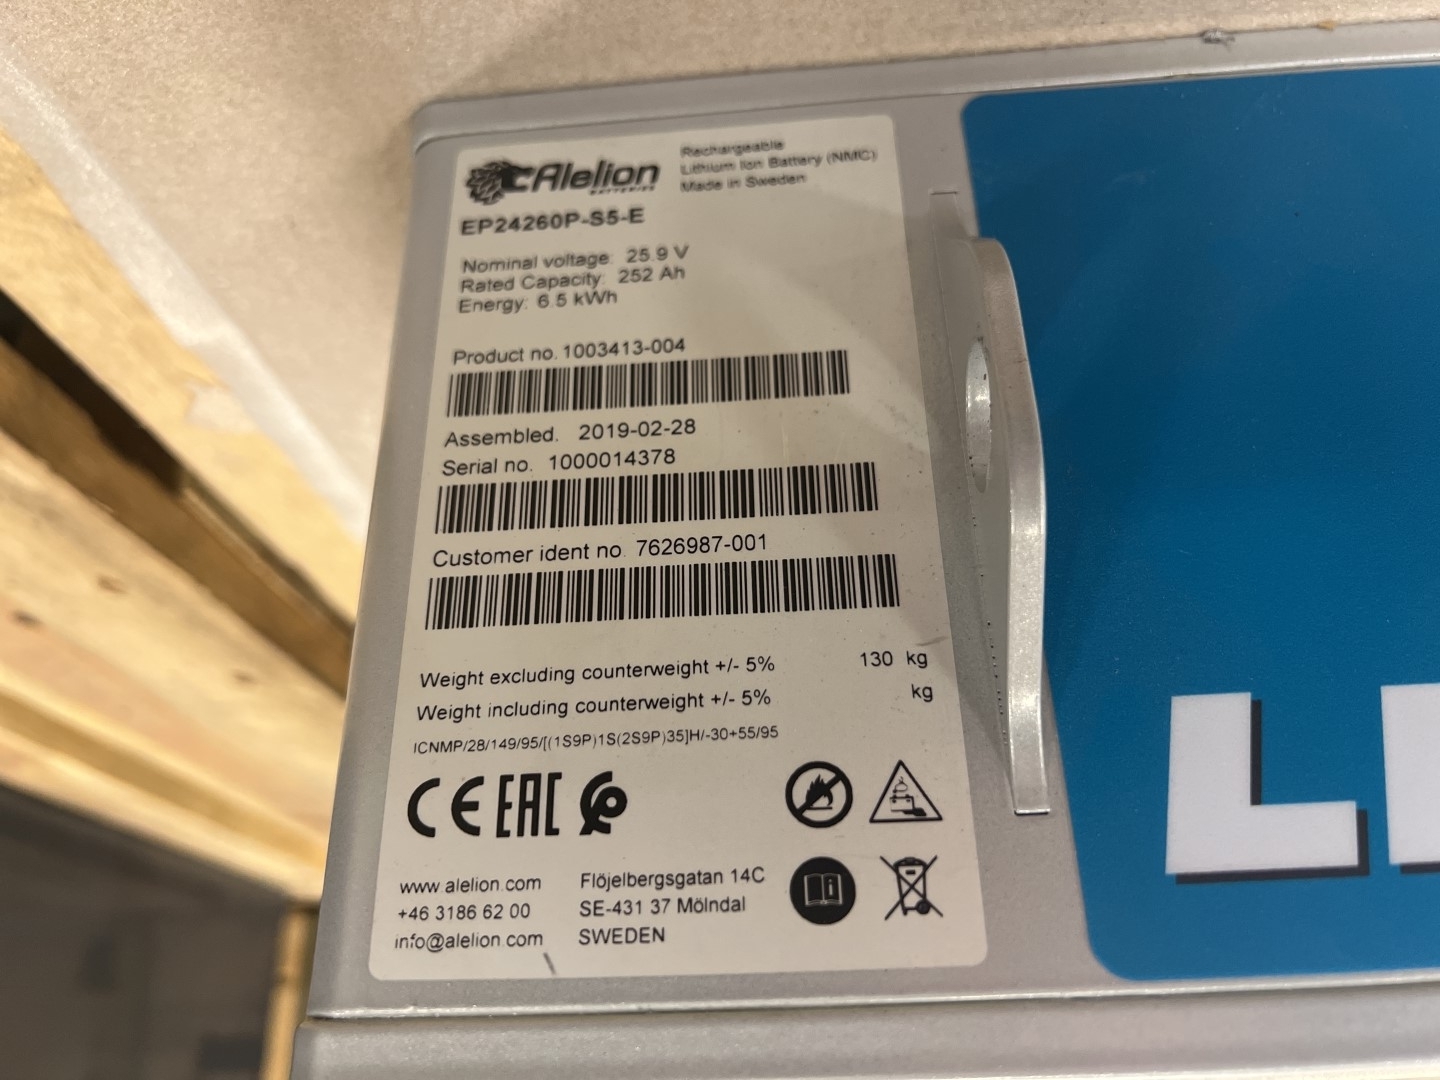 Alelion
BATTERIES
Rechargeable
Lithium Ion Battery (NMC)
Made in Sweden
EP24260P-S5-E
Nominal voltage: 25.9 V
Rated Capacity: 252 Ah
Energy: 6.5 kWh
Product no. 1003413-004
Assembled. 2019-02-28
Serial no. 1000014378
Customer ident no. 7626987-001
Weight excluding counterweight +/- 5% 130 kg
Weight including counterweight +/- 5% kg
ICNMP/28/149/95/[(1S9P)1S(2S9P)35]H/-30+55/95
CE EAC
www.alelion.com
+46 3186 62 00
info@alelion.com
Flöjelbergsgatan 14C
SE-431 37 Mölndal
SWEDEN
L